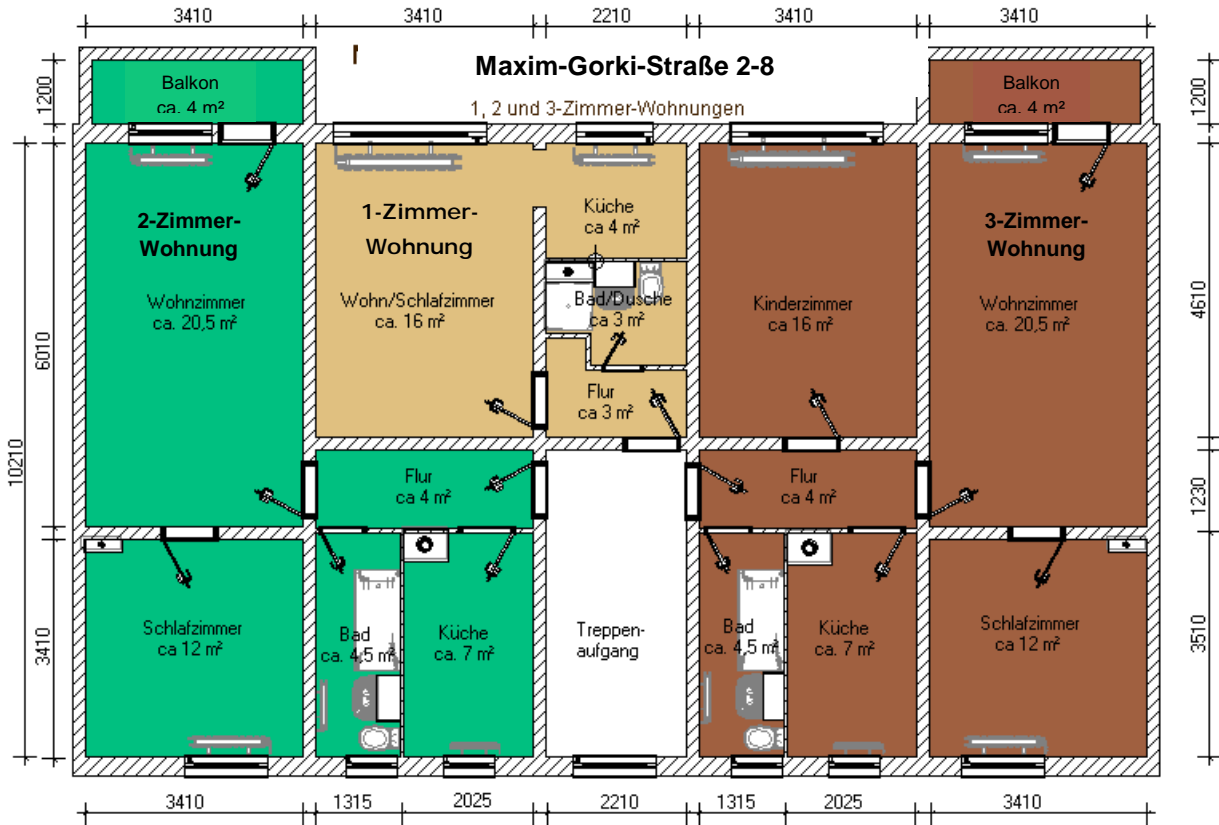 3410
3410
2210
3410
3410
Maxim-Gorki-Straße 2-8
1, 2 und 3-Zimmer-Wohnungen
Balkon
ca. 4 m²
Balkon
ca. 4 m²
1200
1200
2-Zimmer-
Wohnung
Wohnzimmer
ca. 20,5 m²
1-Zimmer-
Wohnung
Wohn/Schlafzimmer
ca. 16 m²
Küche
ca 4 m²
Bad/Dusche
ca 3 m²
Flur
ca 3 m²
Kinderzimmer
ca 16 m²
3-Zimmer-
Wohnung
Wohnzimmer
ca. 20,5 m²
6010
4610
10210
Flur
ca 4 m²
Flur
ca 4 m²
1230
Schlafzimmer
ca 12 m²
Bad
ca. 4,5 m²
Küche
ca. 7 m²
Treppen-
aufgang
Bad
ca. 4,5 m²
Küche
ca. 7 m²
Schlafzimmer
ca 12 m²
3410
3510
3410
1315
2025
2210
1315
2025
3410